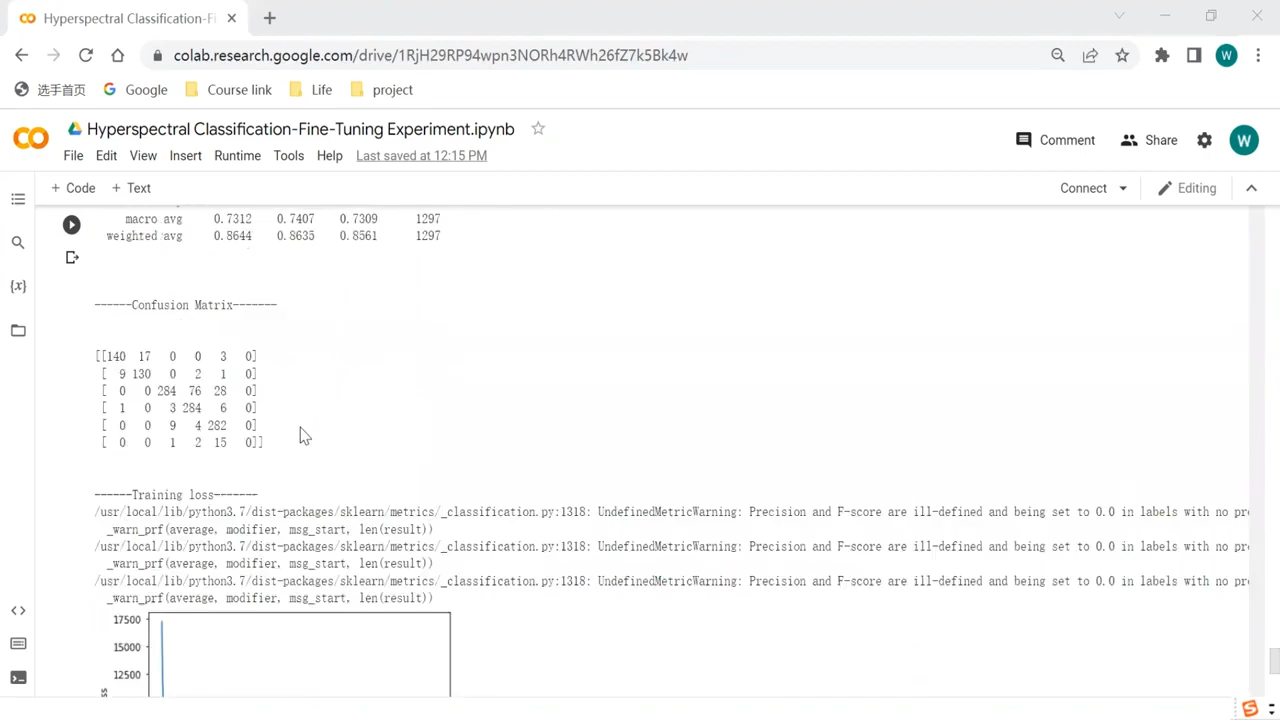 Hyperspectral Classification-Fi
colab.research.google.com/drive/1RjH29RP94wpn3NORh4RWh26fZ7k5Bk4w
W
选手首页 Google Course link Life project
Hyperspectral Classification-Fine-Tuning Experiment.ipynb
Comment Share W
File Edit View Insert Runtime Tools Help Last saved at 12:15 PM
+ Code + Text Connect Editing
macro avg 0.7312 0.7407 0.7309 1297
weighted avg 0.8644 0.8635 0.8561 1297
{x}
------Confusion Matrix-------
[[140 17 0 0 3 0]
[ 9 130 0 2 1 0]
[ 0 0 284 76 28 0]
[ 1 0 3 284 6 0]
[ 0 0 9 4 282 0]
[ 0 0 1 2 15 0]]
------Training loss-------
/usr/local/lib/python3.7/dist-packages/sklearn/metrics/_classification.py:1318: UndefinedMetricWarning: Precision and F-score are ill-defined and being set to 0.0 in labels with no pre
_warn_prf(average, modifier, msg_start, len(result))
/usr/local/lib/python3.7/dist-packages/sklearn/metrics/_classification.py:1318: UndefinedMetricWarning: Precision and F-score are ill-defined and being set to 0.0 in labels with no pre
_warn_prf(average, modifier, msg_start, len(result))
/usr/local/lib/python3.7/dist-packages/sklearn/metrics/_classification.py:1318: UndefinedMetricWarning: Precision and F-score are ill-defined and being set to 0.0 in labels with no pre
_warn_prf(average, modifier, msg_start, len(result))
17500
15000
12500